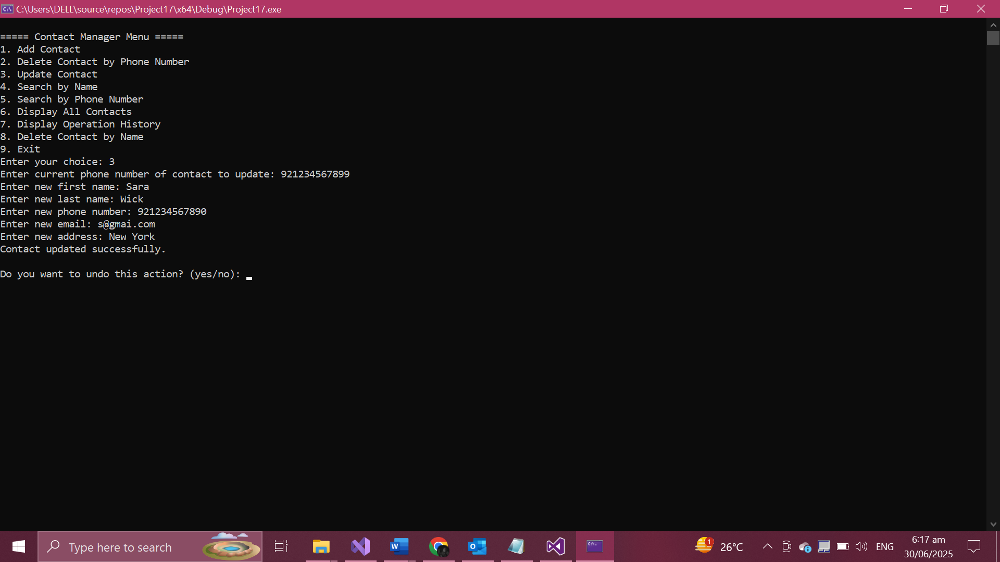 C:\Users\DELL\source\repos\Project17\x64\Debug\Project17.exe
===== Contact Manager Menu =====
1. Add Contact
2. Delete Contact by Phone Number
3. Update Contact
4. Search by Name
5. Search by Phone Number
6. Display All Contacts
7. Display Operation History
8. Delete Contact by Name
9. Exit
Enter your choice: 3
Enter current phone number of contact to update: 921234567899
Enter new first name: Sara
Enter new last name: Wick
Enter new phone number: 921234567890
Enter new email: s@gmai.com
Enter new address: New York
Contact updated successfully.
Do you want to undo this action? (yes/no):
Type here to search
1
26°C
ENG
6:17 am
30/06/2025